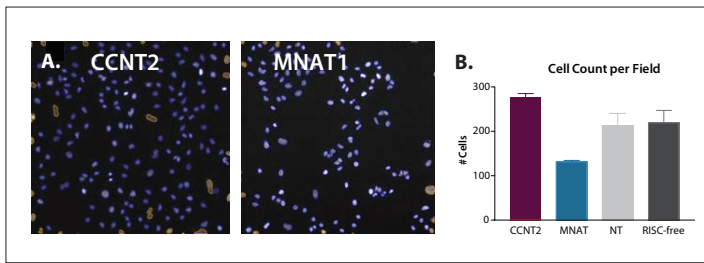 A. CCNT2
MNAT1
B.
Cell Count per Field
#Cells
300
200
100
0
CCNT2 MNAT NT RISC-free